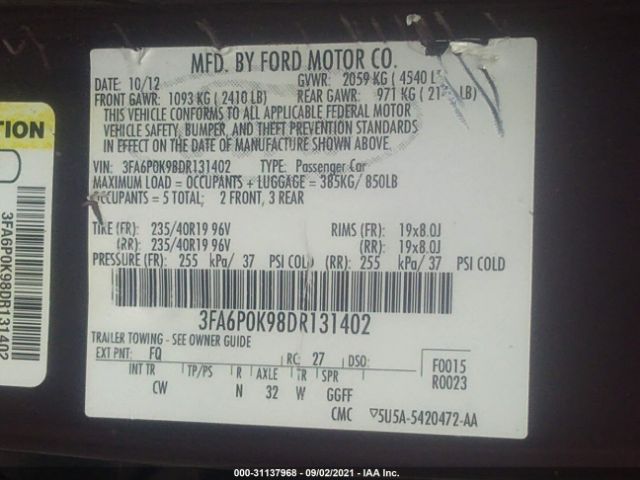 MFD. BY FORD MOTOR CO.
DATE: 10/12 GVWR: 2059 KG ( 4540 L
FRONT GAWR: 1093 KG ( 2410 LB) REAR GAWR: 971 KG ( 21 LB)
THIS VEHICLE CONFORMS TO ALL APPLICABLE FEDERAL MOTOR
VEHICLE SAFETY, BUMPER, AND THEFT PREVENTION STANDARDS
IN EFFECT ON THE DATE OF MANUFACTURE SHOWN ABOVE.
VIN: 3FA6P0K98DR131402 TYPE: Passenger Car
MAXIMUM LOAD = OCCUPANTS + LUGGAGE = 385KG/ 850LB
OCCUPANTS = 5 TOTAL; 2 FRONT, 3 REAR
TIRE (FR): 235/40R19 96V RIMS (FR): 19x8.0J
(RR): 235/40R19 96V (RR): 19x8.0J
PRESSURE (FR): 255 kPa/ 37 PSI COLD (RR): 255 kPa/ 37 PSI COLD
3FA6P0K98DR131402
TRAILER TOWING - SEE OWNER GUIDE
EXT PNT: FQ RC: 27 DSO: F0015
INT TR TP/PS R AXLE TR SPR R0023
CW N 32 W GGFF
CMC ▽5U5A-5420472-AA
TION
3FA6P0K98DR131402
000-31137968 - 09/02/2021 - IAA Inc.